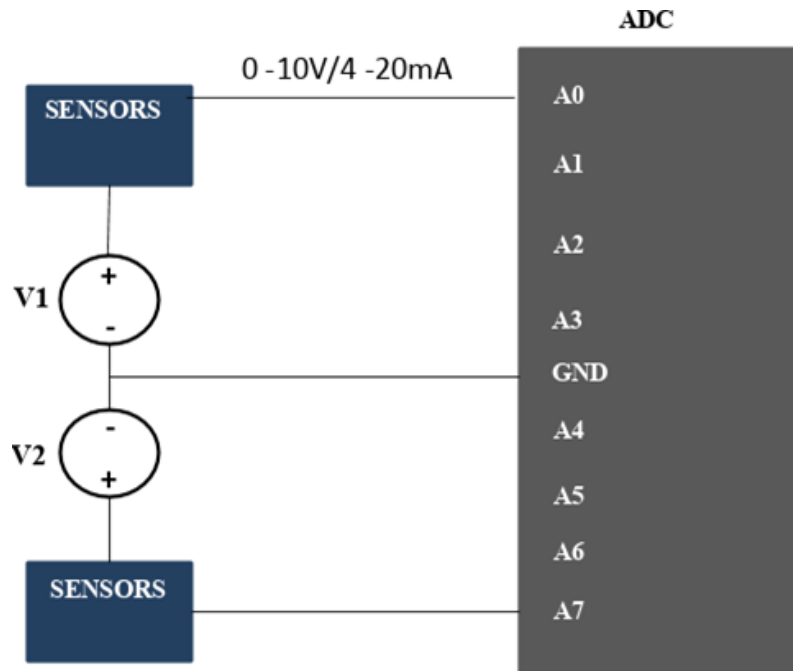 ADC
0 -10V/4 -20mA
SENSORS
A0
A1
A2
+
V1
-
A3
GND
-
A4
V2
+
A5
A6
SENSORS
A7